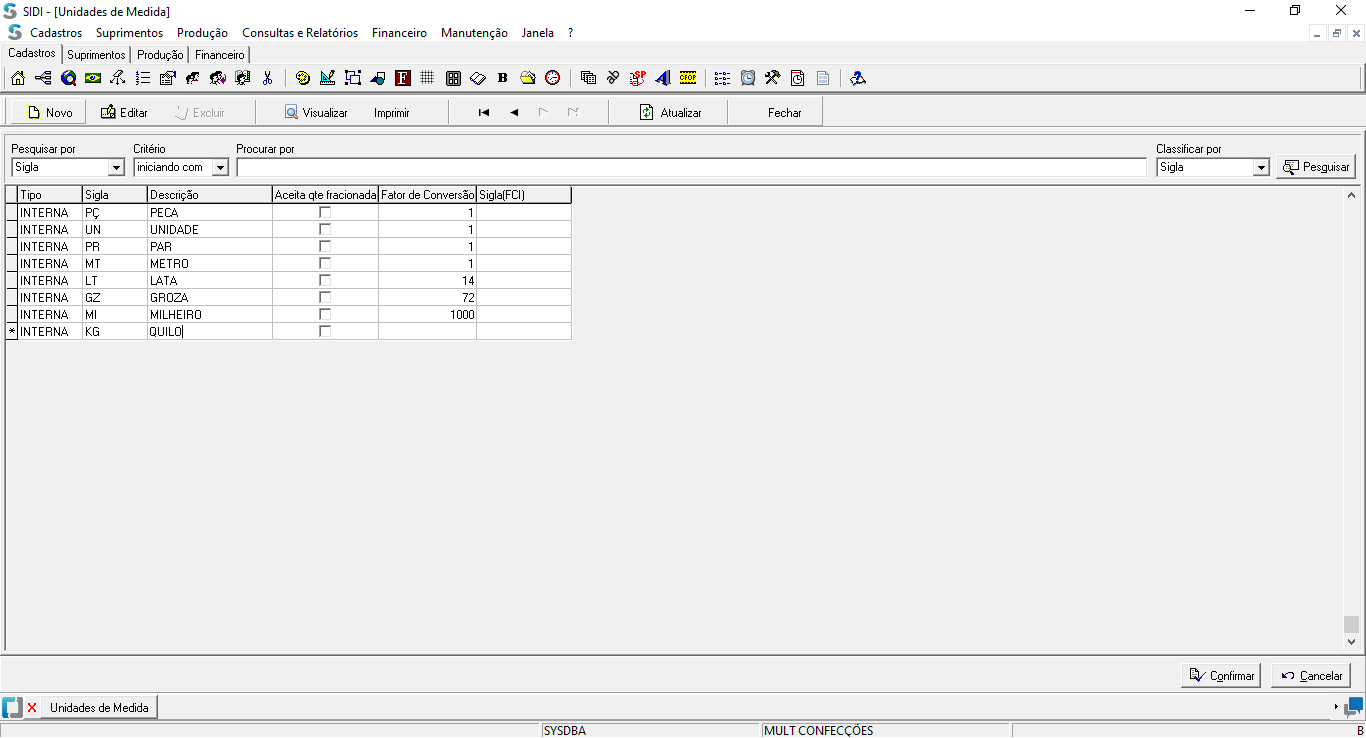 SIDI - [Unidades de Medida]
Cadastros Suprimentos Produção Consultas e Relatórios Financeiro Manutenção Janela ?
Cadastros Suprimentos Produção Financeiro
F B SP CFOP
Novo Editar Excluir Visualizar Imprimir Atualizar Fechar
Pesquisar por Critério Procurar por Classificar por
Sigla iniciando com Sigla Pesquisar
Tipo Sigla Descrição Aceita qte fracionada Fator de Conversão Sigla(FCI)
INTERNA PÇ PECA 1
INTERNA UN UNIDADE 1
INTERNA PR PAR 1
INTERNA MT METRO 1
INTERNA LT LATA 14
INTERNA GZ GROZA 72
INTERNA MI MILHEIRO 1000
* INTERNA KG QUILO
Confirmar Cancelar
Unidades de Medida
SYSDBA MULT CONFECÇÕES B